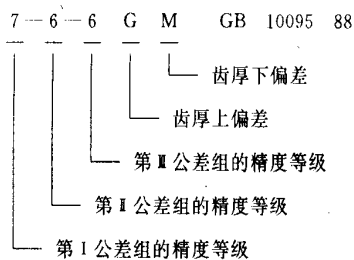 7-6-6 G M GB 10095 88
齿厚下偏差
齿厚上偏差
第Ⅲ公差组的精度等级
第Ⅱ公差组的精度等级
第Ⅰ公差组的精度等级